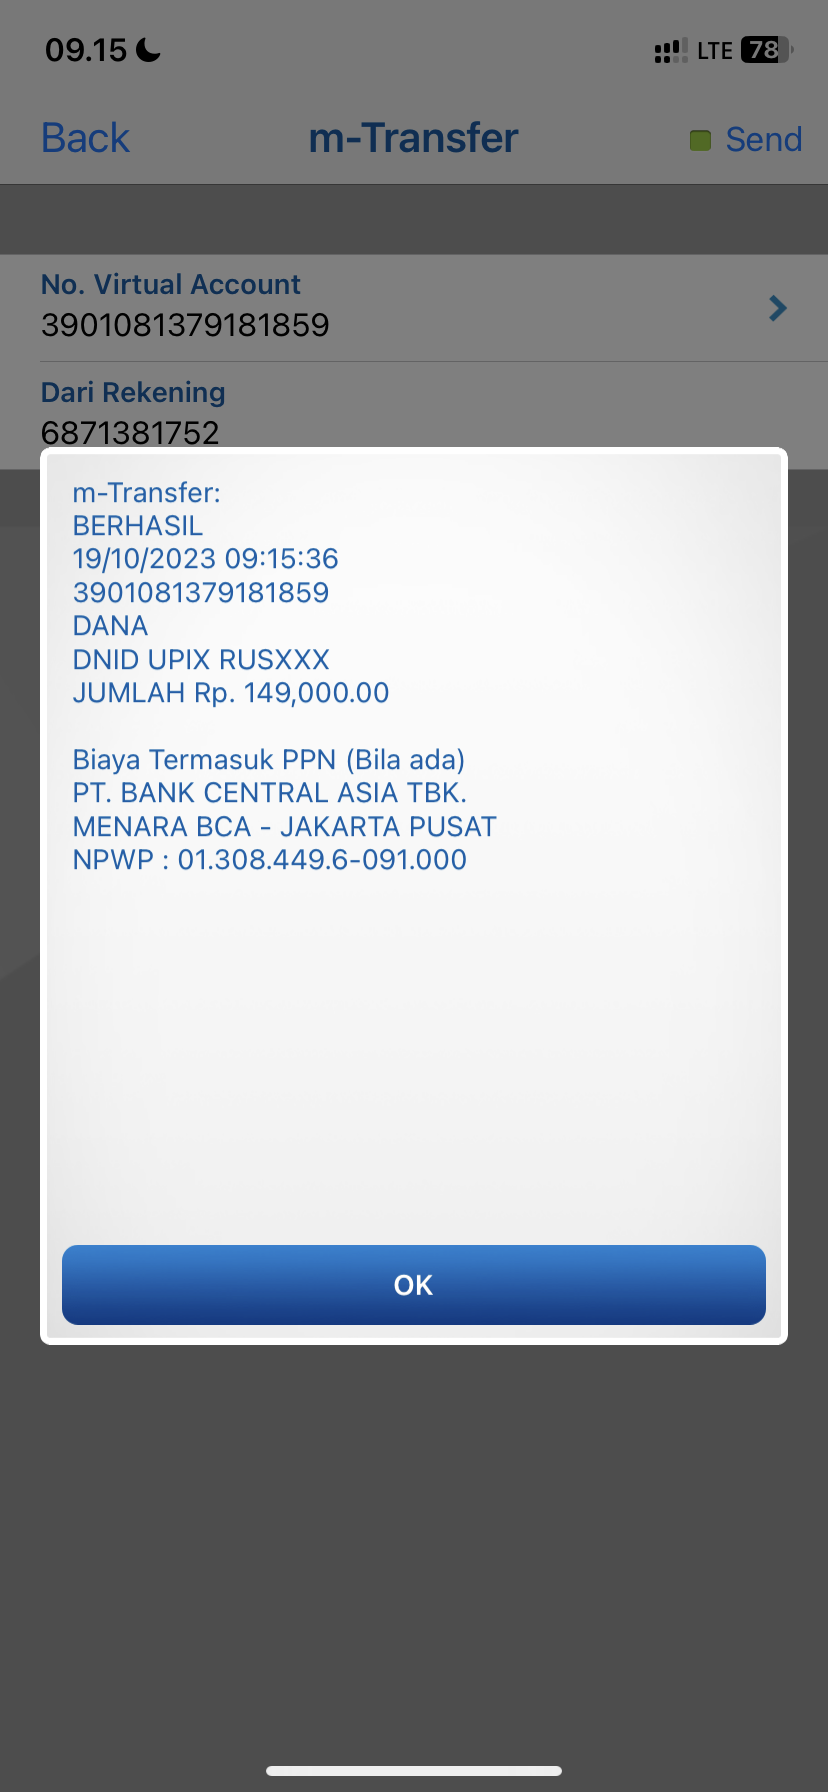 09.15
LTE 78
Back
m-Transfer
Send
No. Virtual Account
3901081379181859
Dari Rekening
6871381752
m-Transfer:
BERHASIL
19/10/2023 09:15:36
3901081379181859
DANA
DNID UPIX RUSXXX
JUMLAH Rp. 149,000.00
Biaya Termasuk PPN (Bila ada)
PT. BANK CENTRAL ASIA TBK.
MENARA BCA - JAKARTA PUSAT
NPWP : 01.308.449.6-091.000
OK